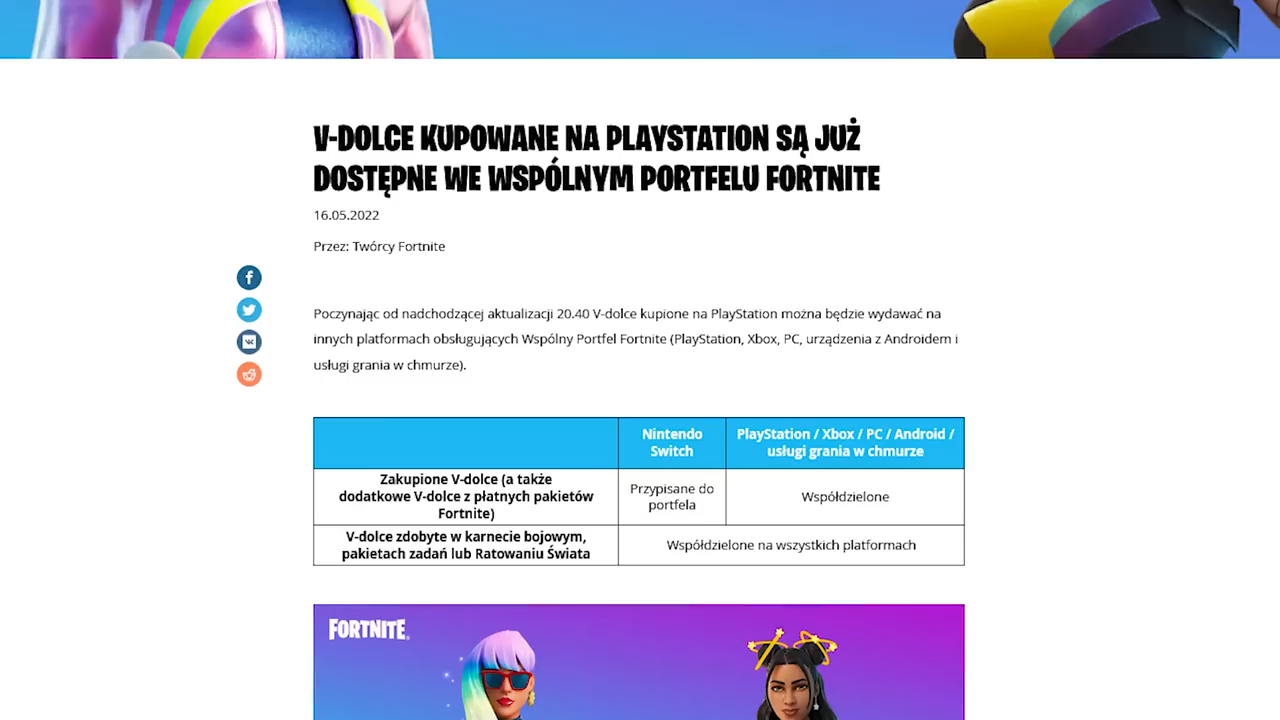 V-DOLCE KUPOWANE NA PLAYSTATION SĄ JUŻ
DOSTĘPNE WE WSPÓLNYM PORTFELU FORTNITE
16.05.2022
Przez: Twórcy Fortnite
Poczynając od nadchodzącej aktualizacji 20.40 V-dolce kupione na PlayStation można będzie wydawać na
innych platformach obsługujących Wspólny Portfel Fortnite (PlayStation, Xbox, PC, urządzenia z Androidem i
usługi grania w chmurze).
Nintendo
Switch
PlayStation / Xbox / PC / Android /
usługi grania w chmurze
Zakupione V-dolce (a także
dodatkowe V-dolce z płatnych pakietów
Fortnite)
Przypisane do
portfela
Współdzielone
V-dolce zdobyte w karnecie bojowym,
pakietach zadań lub Ratowaniu Świata
Współdzielone na wszystkich platformach
FORTNITE